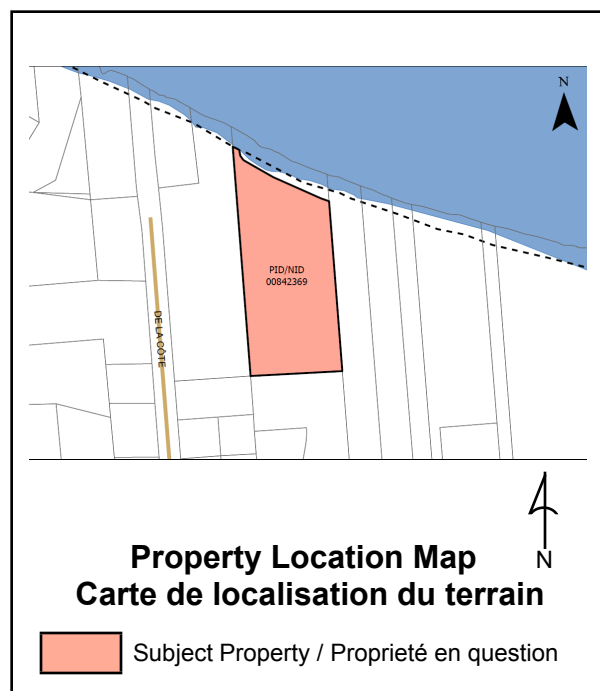 N
PID/NID
00842369
DE LA CÔTE
N
Property Location Map
Carte de localisation du terrain
Subject Property / Proprieté en question